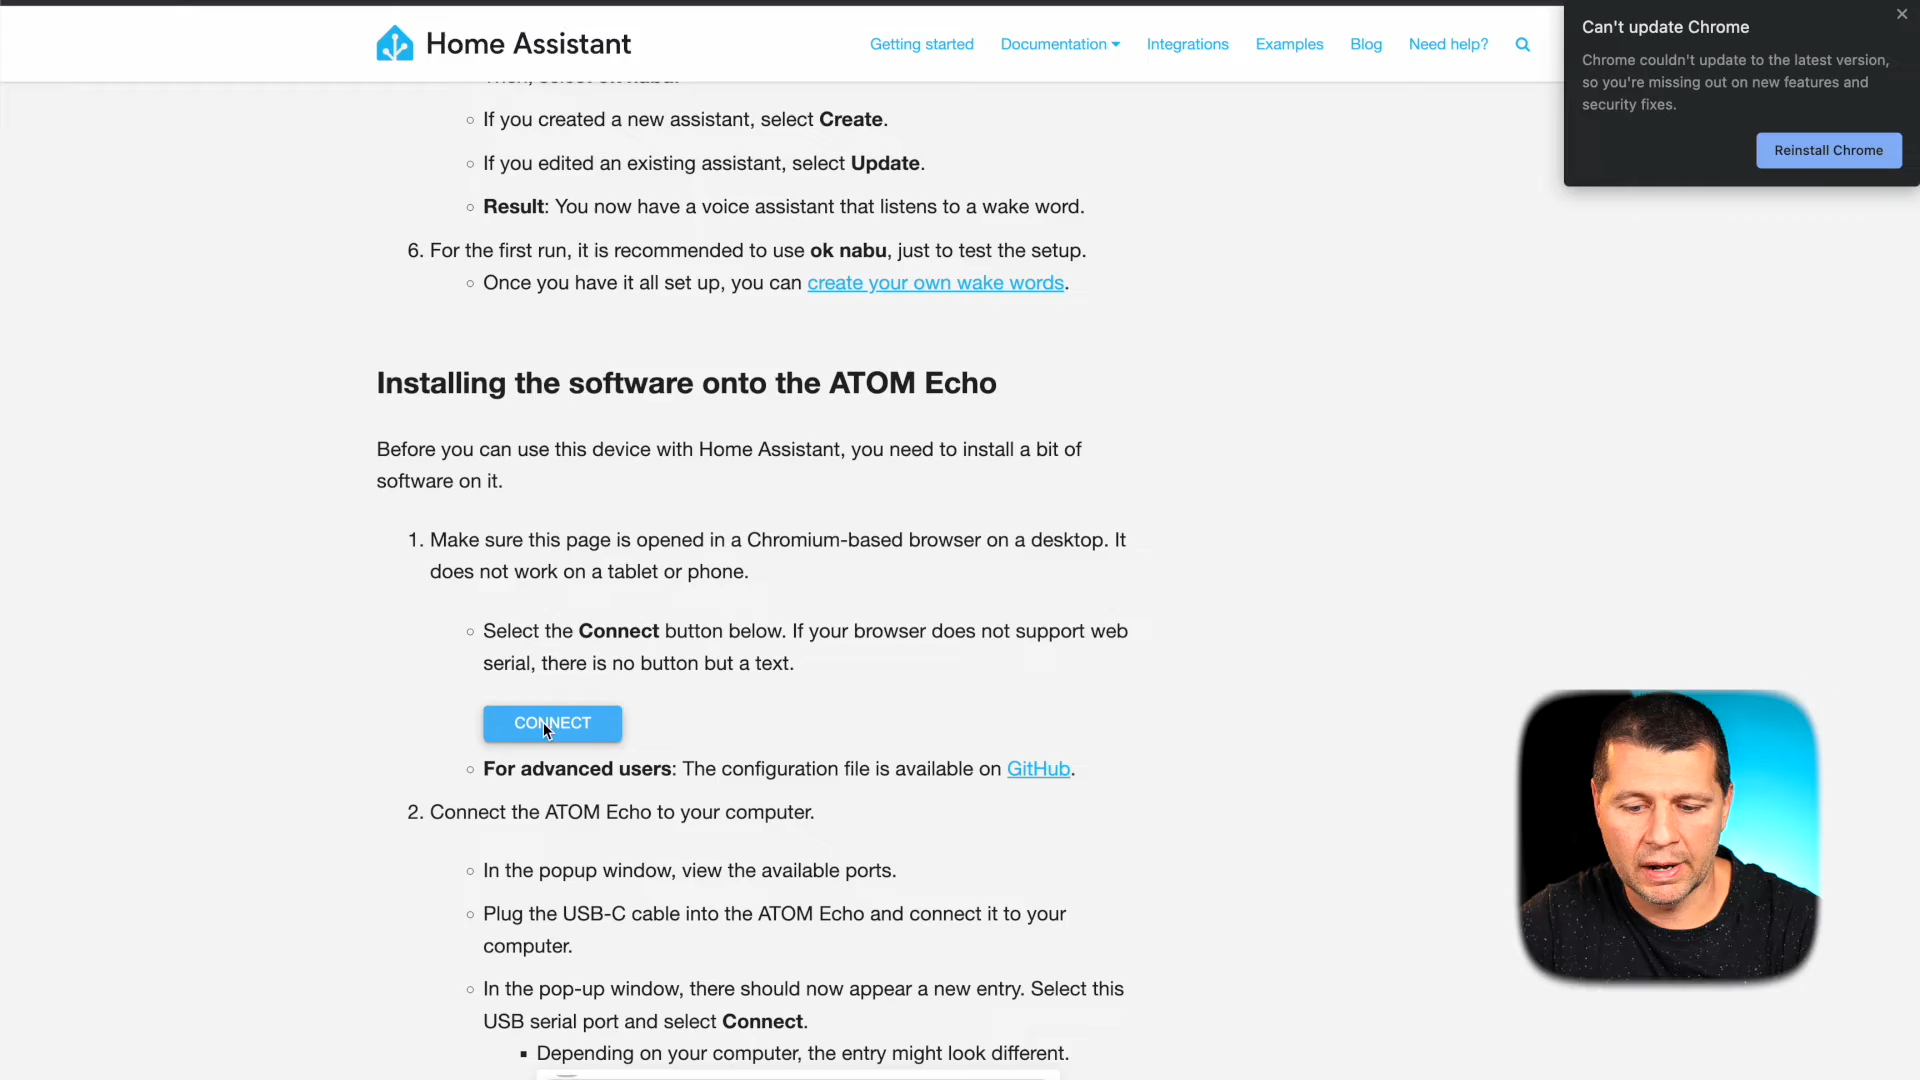 Home Assistant
Getting started
Documentation
Integrations
Examples
Blog
Need help?
Can't update Chrome
Chrome couldn't update to the latest version,
so you're missing out on new features and
security fixes.
Reinstall Chrome
Then, select ok nabu.
If you created a new assistant, select Create.
If you edited an existing assistant, select Update.
Result: You now have a voice assistant that listens to a wake word.
6. For the first run, it is recommended to use ok nabu, just to test the setup.
Once you have it all set up, you can create your own wake words.
Installing the software onto the ATOM Echo
Before you can use this device with Home Assistant, you need to install a bit of
software on it.
1. Make sure this page is opened in a Chromium-based browser on a desktop. It
does not work on a tablet or phone.
Select the Connect button below. If your browser does not support web
serial, there is no button but a text.
CONNECT
For advanced users: The configuration file is available on GitHub.
2. Connect the ATOM Echo to your computer.
In the popup window, view the available ports.
Plug the USB-C cable into the ATOM Echo and connect it to your
computer.
In the pop-up window, there should now appear a new entry. Select this
USB serial port and select Connect.
Depending on your computer, the entry might look different.